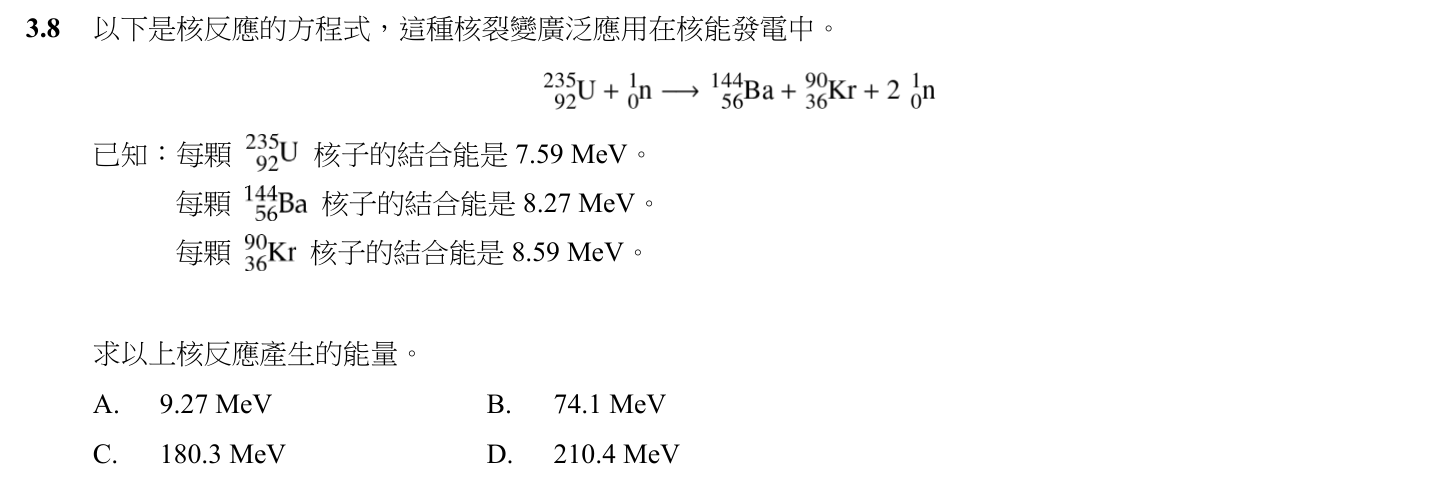 3.8 以下是核反應的方程式，這種核裂變廣泛應用在核能發電中。
²³⁵₉₂U + ¹₀n ⟶ ¹⁴⁴₅₆Ba + ⁹⁰₃₆Kr + 2 ¹₀n
已知：每顆 ²³⁵₉₂U 核子的結合能是 7.59 MeV。
每顆 ¹⁴⁴₅₆Ba 核子的結合能是 8.27 MeV。
每顆 ⁹⁰₃₆Kr 核子的結合能是 8.59 MeV。
求以上核反應產生的能量。
A. 9.27 MeV B. 74.1 MeV
C. 180.3 MeV D. 210.4 MeV